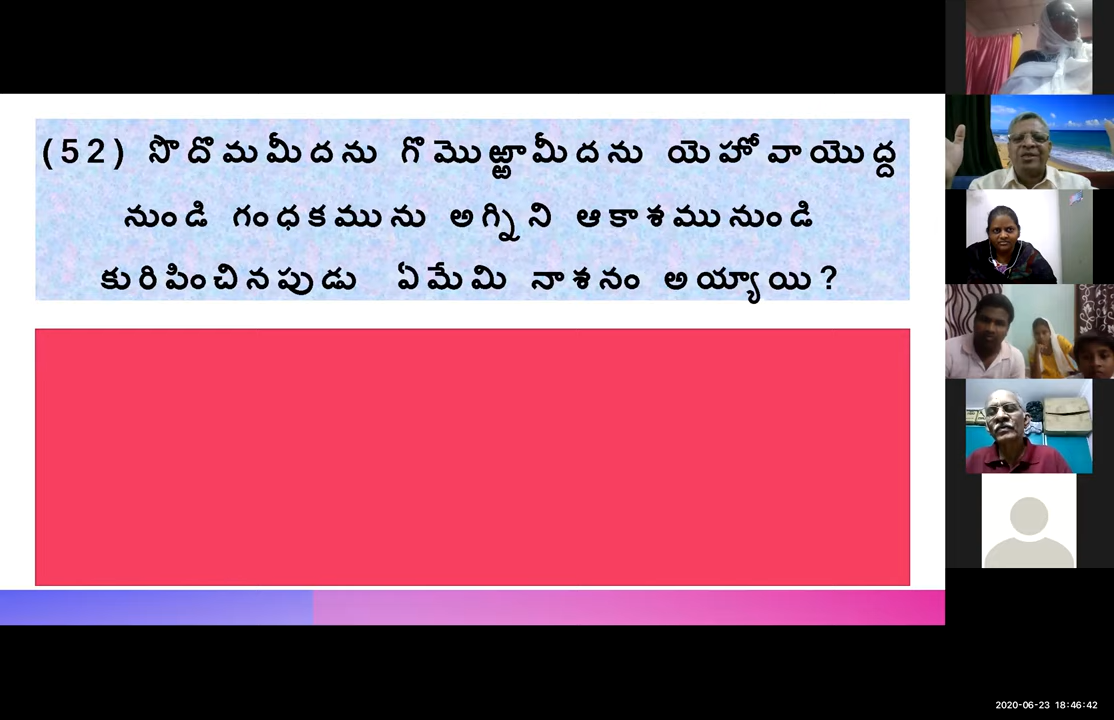 (52) సొదొమమీదను గొమొఱ్ఱామీదను యెహోవాయొద్ద
నుండి గంధకమును అగ్నిని ఆకాశమునుండి
కురిపించినపుడు ఏమేమి నాశనం అయ్యాయి?
2020-06-23 18:46:42